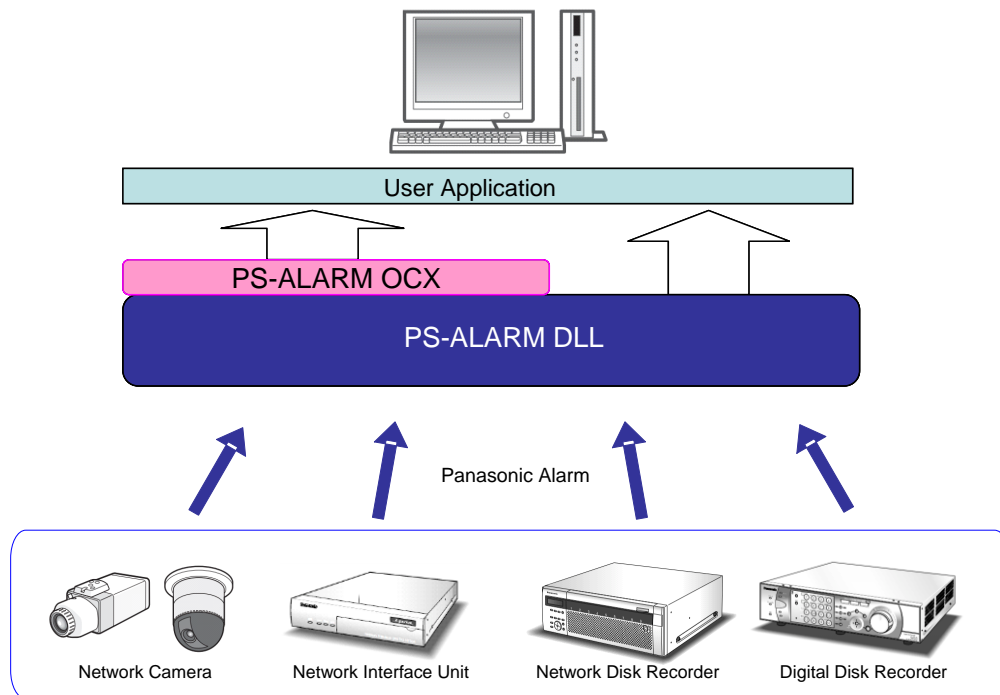 User Application
PS-ALARM OCX
PS-ALARM DLL
Panasonic Alarm
Network Camera
Network Interface Unit
Network Disk Recorder
Digital Disk Recorder